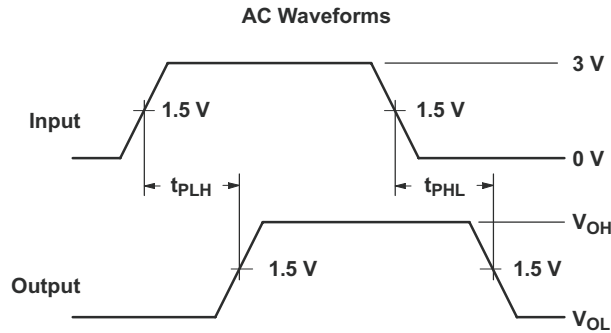 AC Waveforms
3 V
Input
1.5 V
1.5 V
0 V
tPLH
tPHL
VOH
Output
1.5 V
1.5 V
VOL